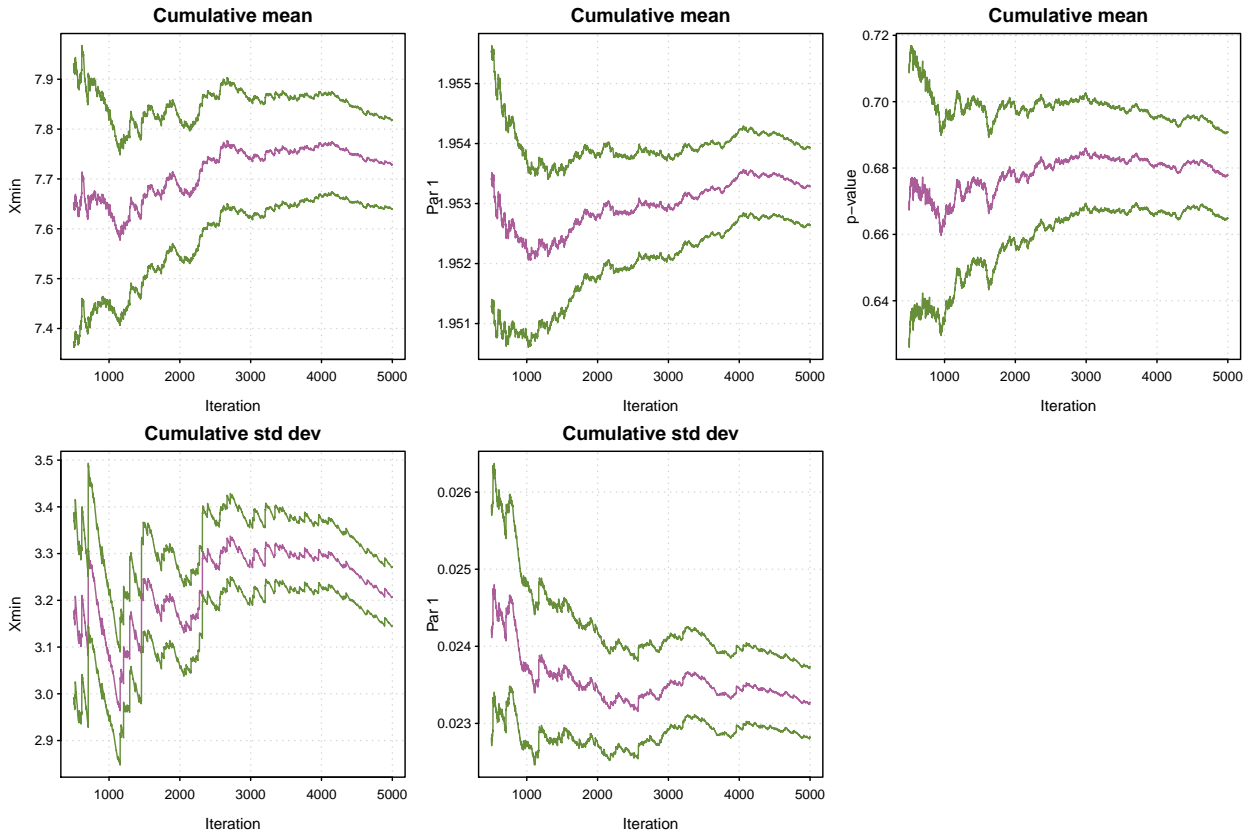 Cumulative mean
Xmin
7.9
7.8
7.7
7.6
7.5
7.4
1000 2000 3000 4000 5000
Iteration
Cumulative mean
Par 1
1.955
1.954
1.953
1.952
1.951
1000 2000 3000 4000 5000
Iteration
Cumulative mean
p−value
0.72
0.70
0.68
0.66
0.64
1000 2000 3000 4000 5000
Iteration
Cumulative std dev
Xmin
3.5
3.4
3.3
3.2
3.1
3.0
2.9
1000 2000 3000 4000 5000
Iteration
Cumulative std dev
Par 1
0.026
0.025
0.024
0.023
1000 2000 3000 4000 5000
Iteration